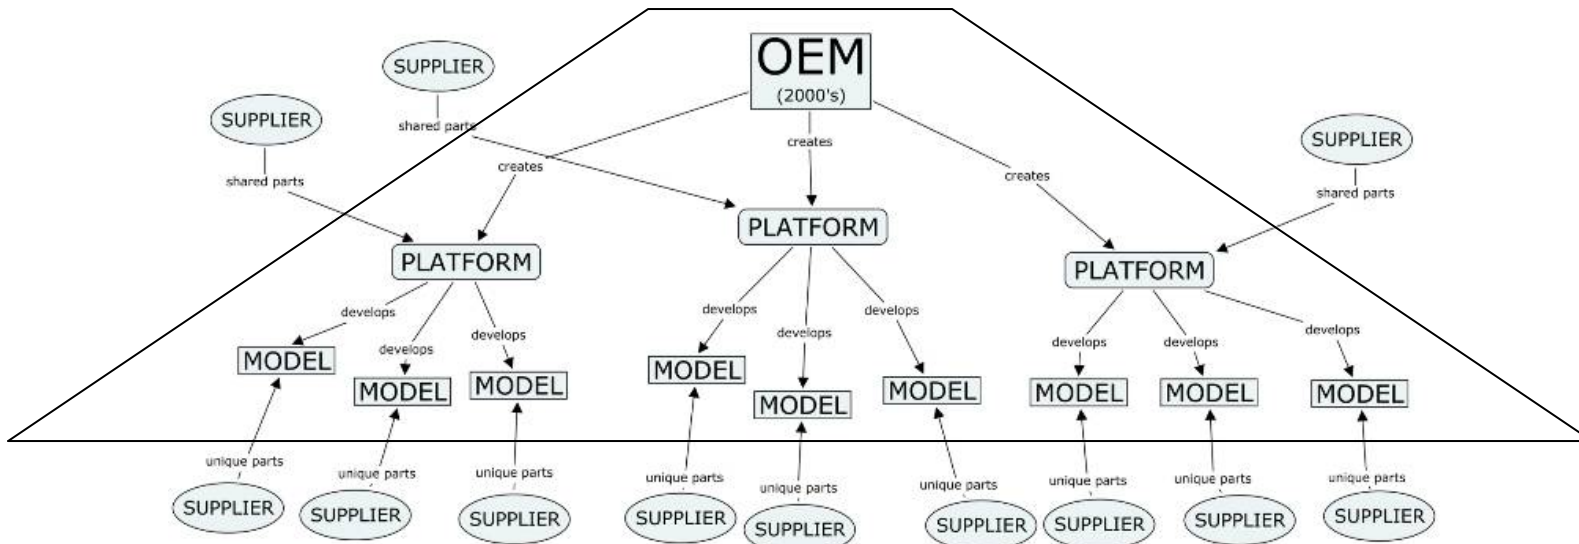 OEM
(2000's)
SUPPLIER
SUPPLIER
SUPPLIER
shared parts
creates
shared parts
creates
creates
shared parts
PLATFORM
PLATFORM
PLATFORM
develops
develops
develops
develops
develops
develops
develops
develops
develops
MODEL
MODEL
MODEL
MODEL
MODEL
MODEL
MODEL
MODEL
MODEL
unique parts
unique parts
unique parts
unique parts
unique parts
unique parts
unique parts
unique parts
unique parts
SUPPLIER
SUPPLIER
SUPPLIER
SUPPLIER
SUPPLIER
SUPPLIER
SUPPLIER
SUPPLIER
SUPPLIER